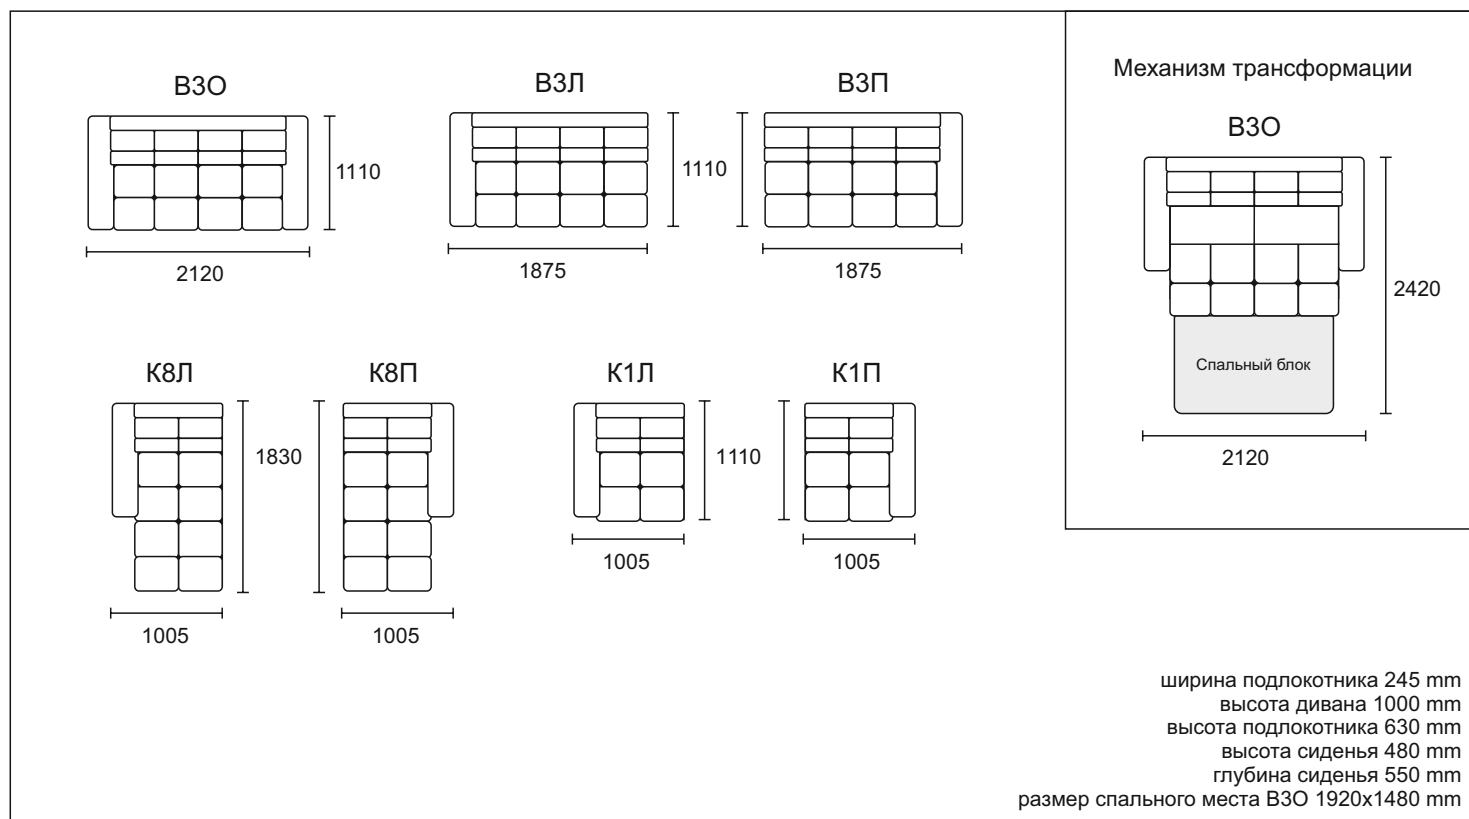 В3О
В3Л
В3П
1110
1110
2120
1875
1875
К8Л
К8П
К1Л
К1П
1830
1110
1005
1005
1005
1005
Механизм трансформации
В3О
2420
Спальный блок
2120
ширина подлокотника 245 mm
высота дивана 1000 mm
высота подлокотника 630 mm
высота сиденья 480 mm
глубина сиденья 550 mm
размер спального места В3О 1920х1480 mm